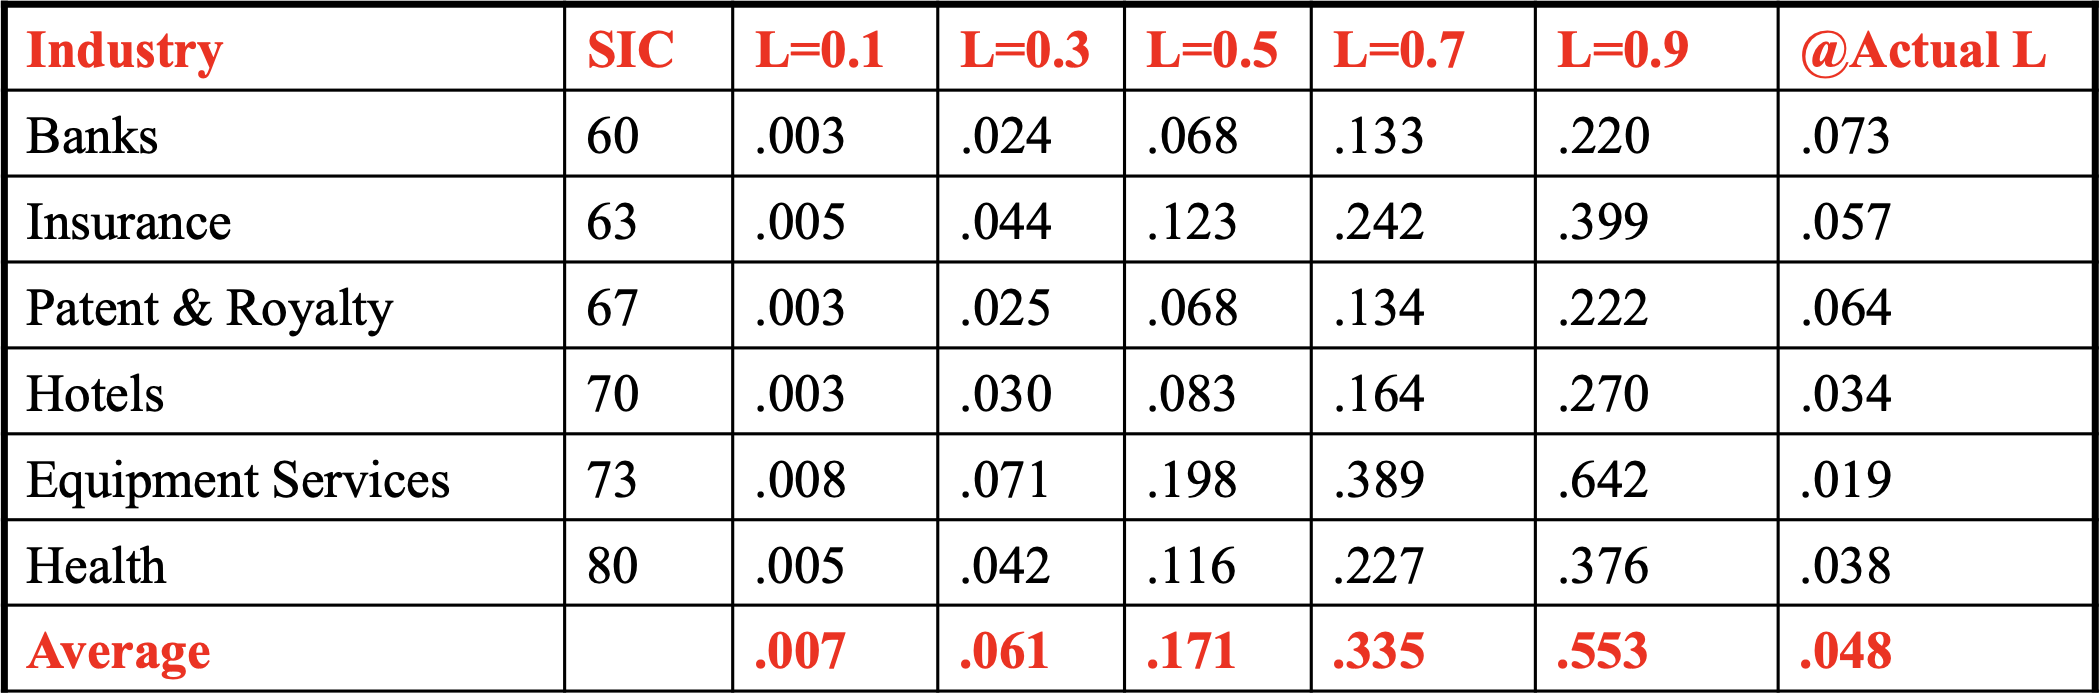 Industry SIC L=0.1 L=0.3 L=0.5 L=0.7 L=0.9 @Actual L
Banks 60 .003 .024 .068 .133 .220 .073
Insurance 63 .005 .044 .123 .242 .399 .057
Patent & Royalty 67 .003 .025 .068 .134 .222 .064
Hotels 70 .003 .030 .083 .164 .270 .034
Equipment Services 73 .008 .071 .198 .389 .642 .019
Health 80 .005 .042 .116 .227 .376 .038
Average .007 .061 .171 .335 .553 .048